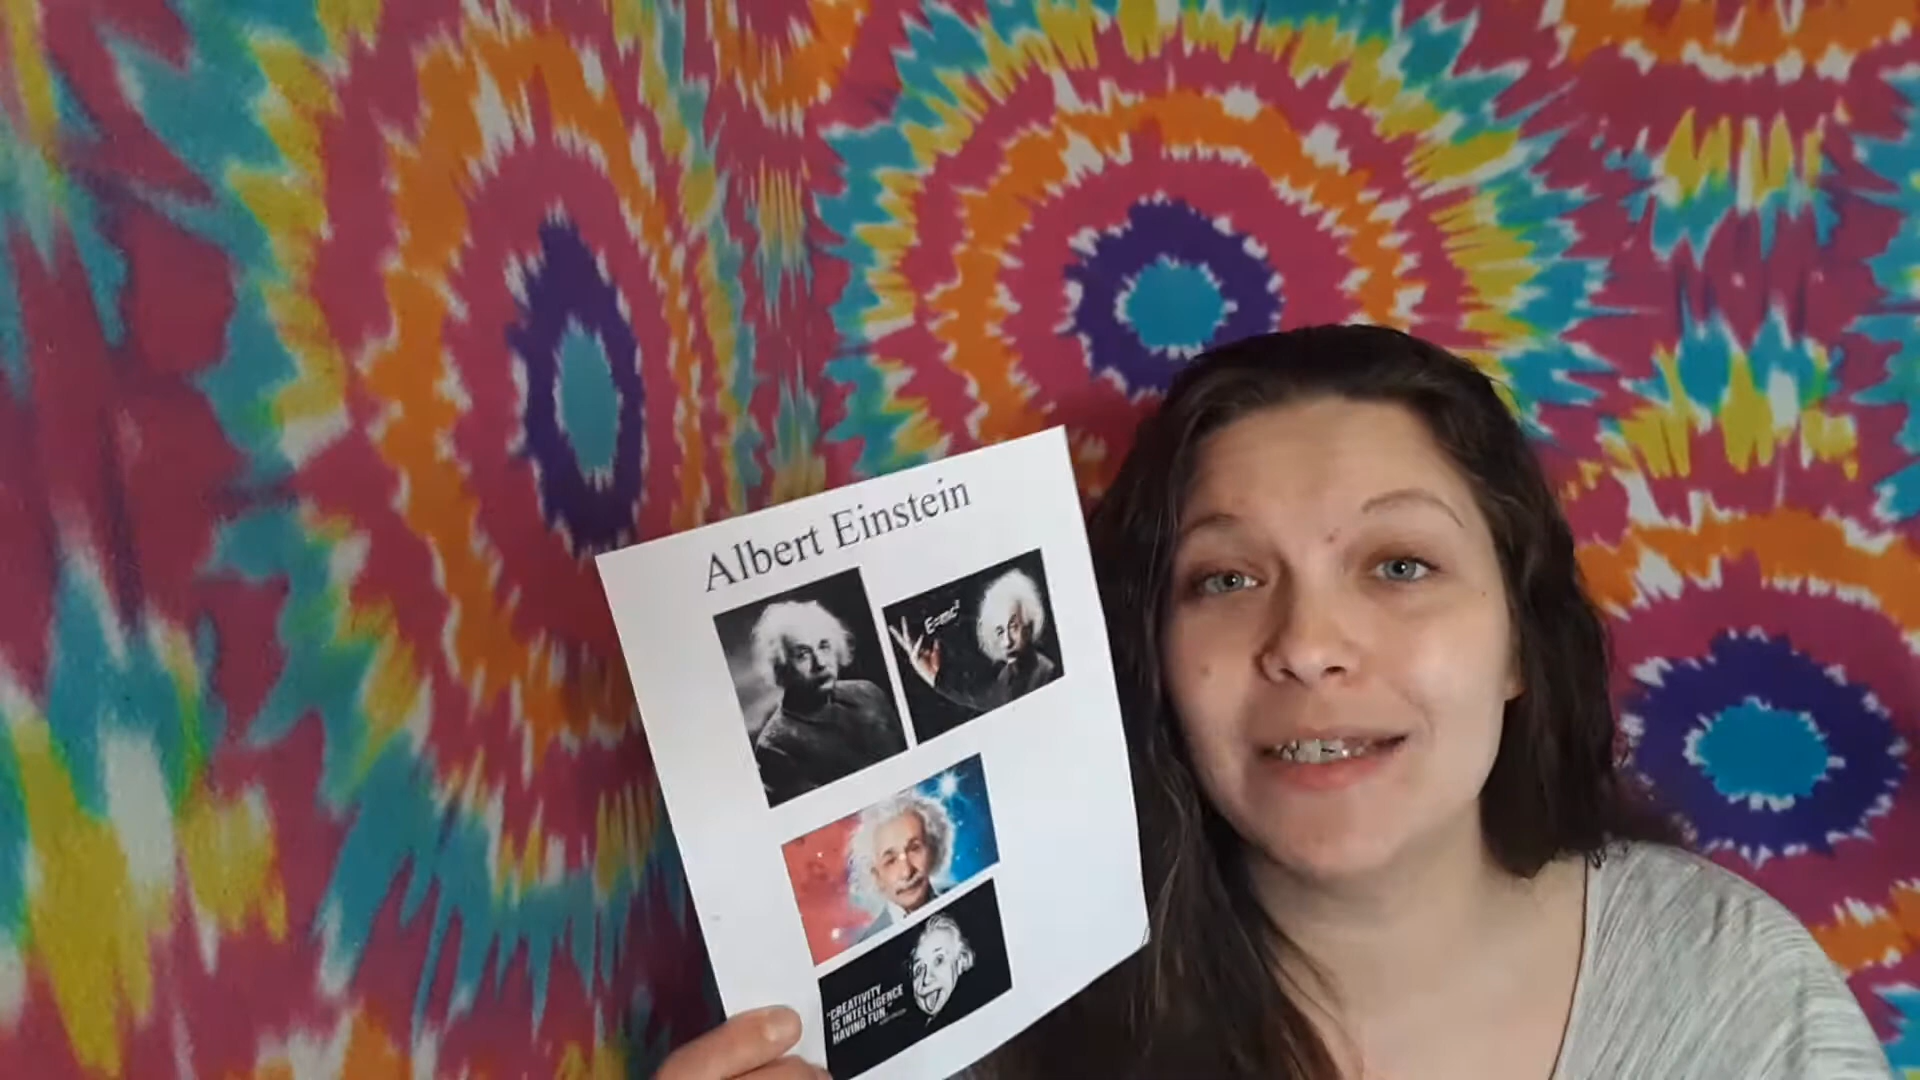 Albert Einstein
E=mc²
"CREATIVITY
IS INTELLIGENCE
HAVING FUN."